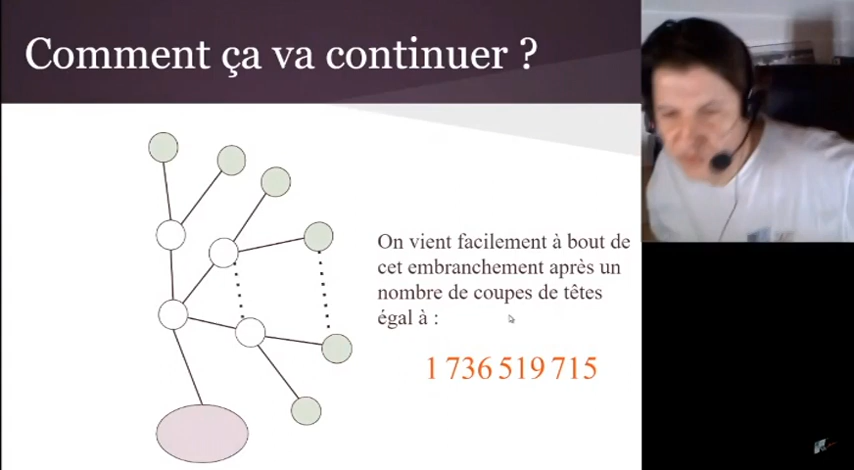 Comment ça va continuer ?
On vient facilement à bout de
cet embranchement après un
nombre de coupes de têtes
égal à :
1 736 519 715